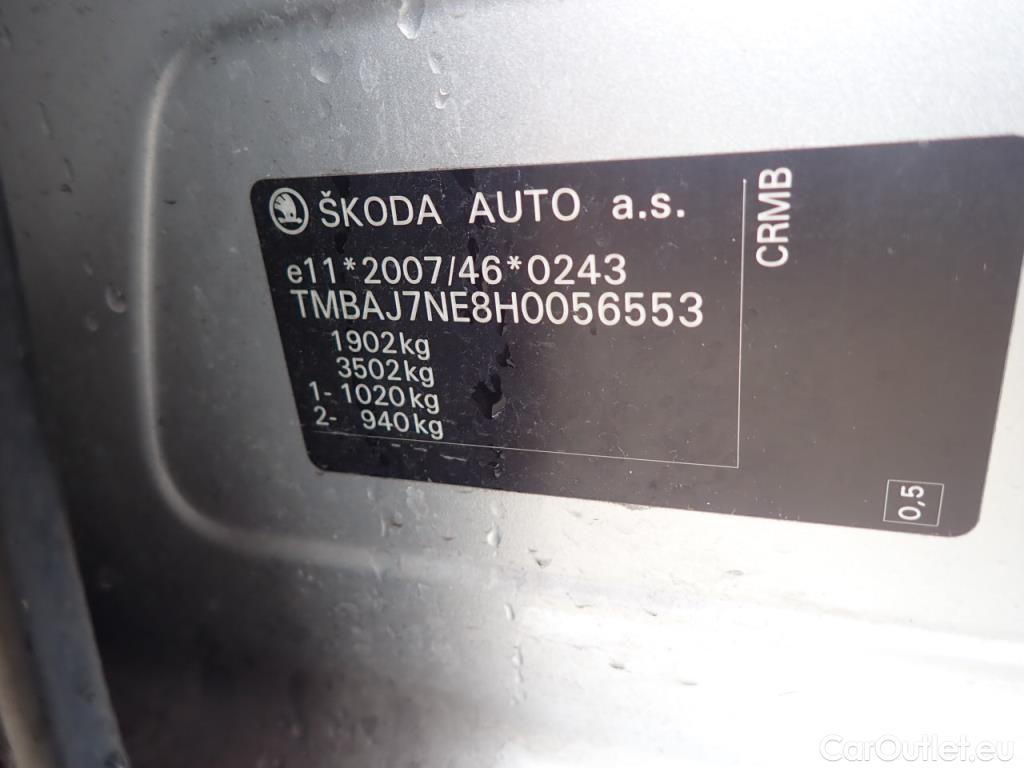 ŠKODA AUTO a.s.
e11*2007/46*0243
TMBAJ7NE8H0056553
1902kg
3502kg
1- 1020kg
2- 940kg
CRMB
0,5
CarOutlet.eu